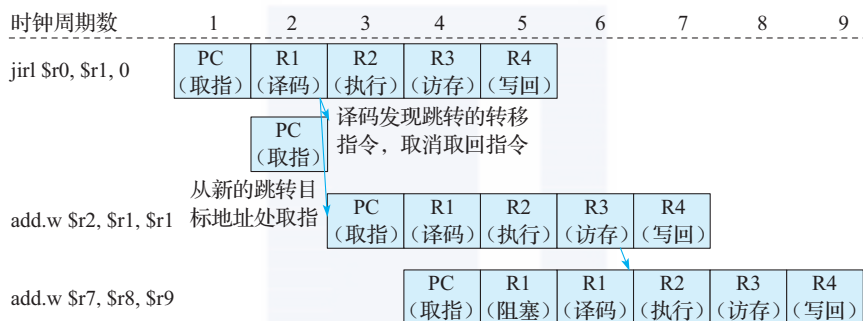 时钟周期数 1 2 3 4 5 6 7 8 9
jirl $r0, $r1, 0
PC R1 R2 R3 R4
（取指） （译码） （执行） （访存） （写回）
PC
（取指）
译码发现跳转的转移
指令，取消取回指令
从新的跳转目
标地址处取指
add.w $r2, $r1, $r1
PC R1 R2 R3 R4
（取指） （译码） （执行） （访存） （写回）
add.w $r7, $r8, $r9
PC R1 R1 R2 R3 R4
（取指） （阻塞） （译码） （执行） （访存） （写回）